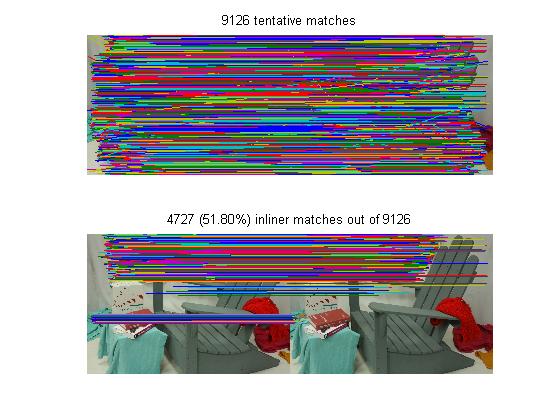 9126 tentative matches
4727 (51.80%) inliner matches out of 9126